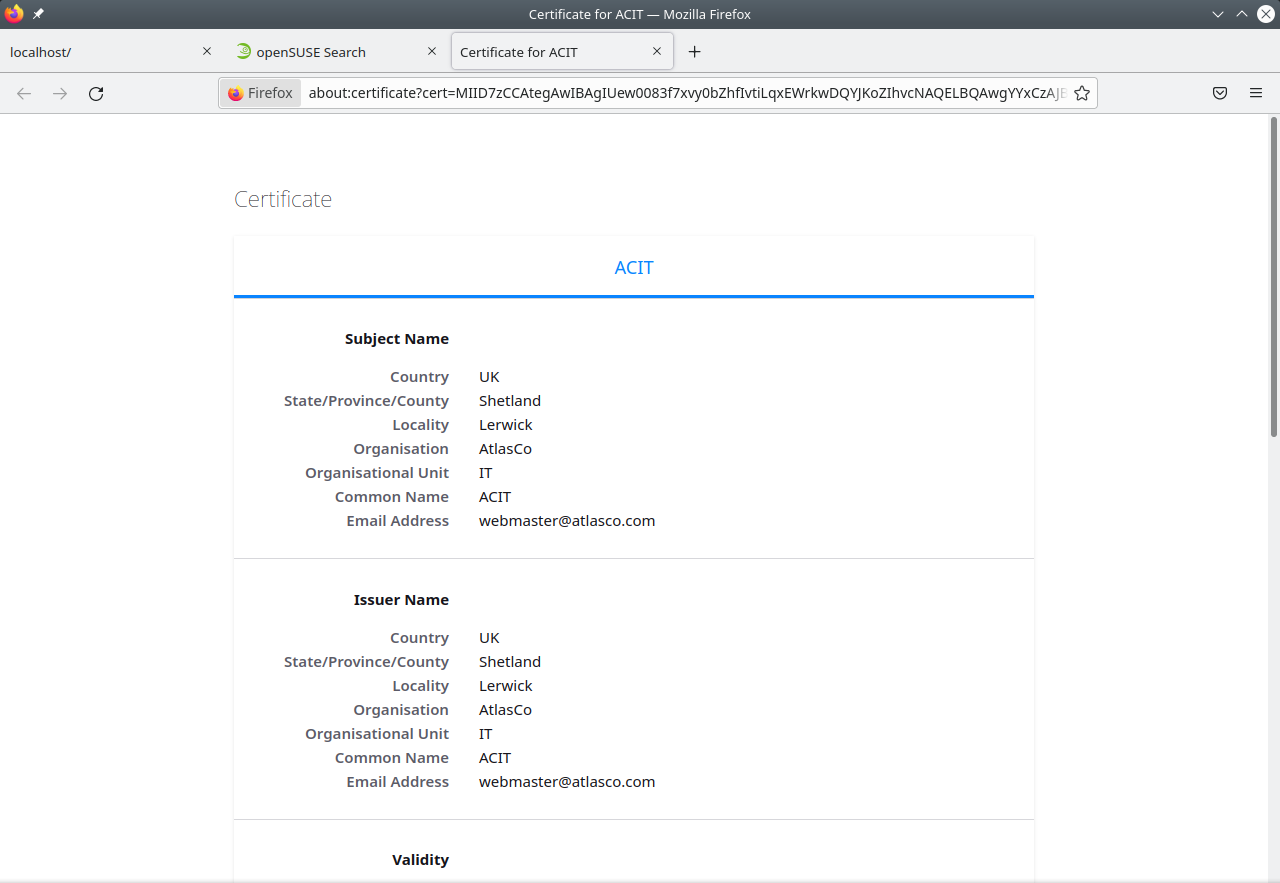 Certificate for ACIT — Mozilla Firefox
localhost/
openSUSE Search
Certificate for ACIT
Firefox
about:certificate?cert=MIID7zCCAtegAwIBAgIUew0083f7xvy0bZhfIvtiLqxEWrkwDQYJKoZIhvcNAQELBQAwgYYxCzAJB
Certificate
ACIT
Subject Name
Country UK
State/Province/County Shetland
Locality Lerwick
Organisation AtlasCo
Organisational Unit IT
Common Name ACIT
Email Address webmaster@atlasco.com
Issuer Name
Country UK
State/Province/County Shetland
Locality Lerwick
Organisation AtlasCo
Organisational Unit IT
Common Name ACIT
Email Address webmaster@atlasco.com
Validity